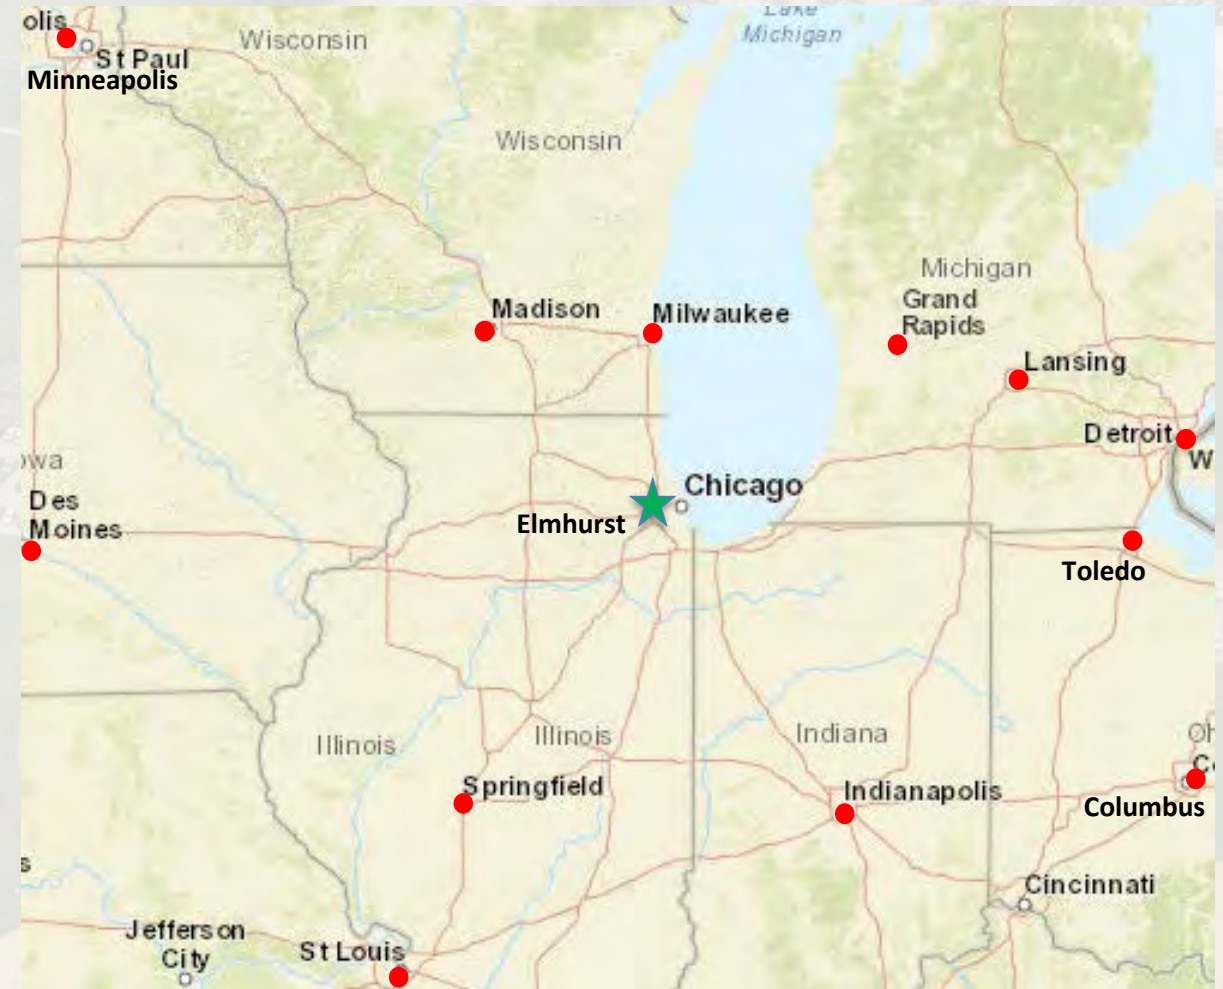 olis
St Paul
Minneapolis
Wisconsin
Lake
Michigan
Wisconsin
Michigan
Grand
Rapids
Madison
Milwaukee
Lansing
Detroit
W
owa
Des
Moines
Chicago
Elmhurst
Toledo
Illinois
Illinois
Indiana
Oh
Springfield
Indianapolis
Columbus
s
Cincinnati
Jefferson
City
St Louis